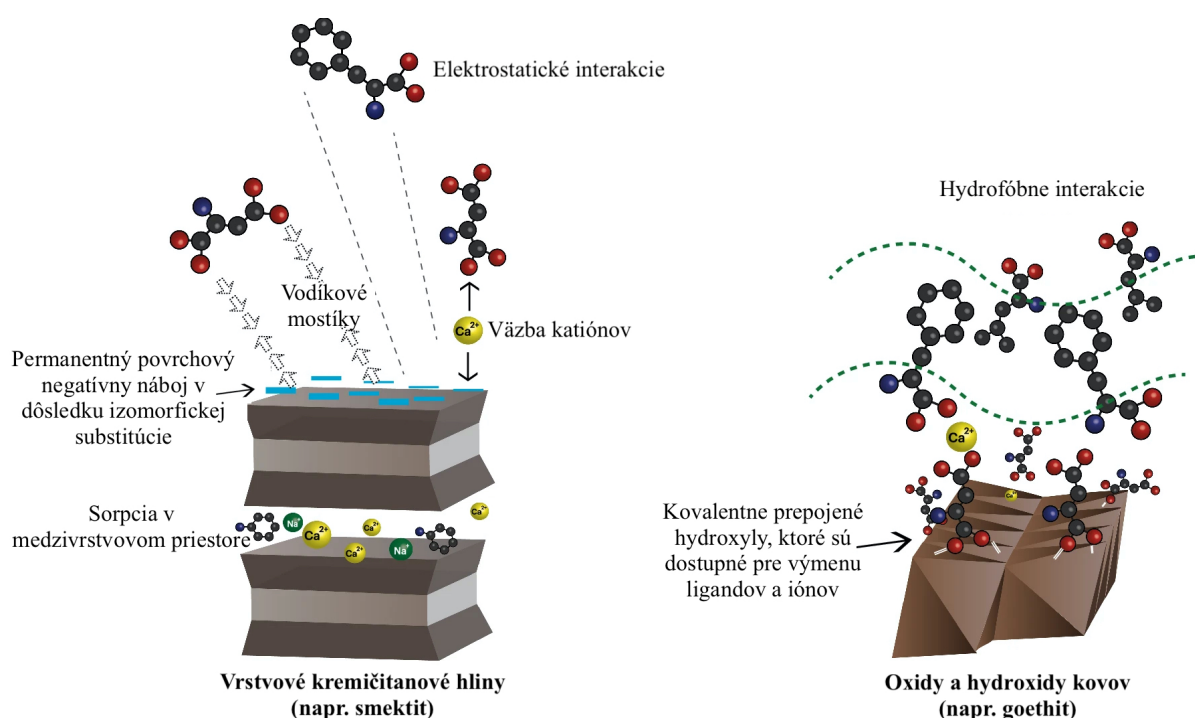 Elektrostatické interakcie
Vodíkové
mostíky
Ca²⁺
Väzba katiónov
Permanentný povrchový
negatívny náboj v
dôsledku izomorfickej
substitúcie
Sorpcia v
medzivrstvovom priestore
Na⁺
Ca²⁺
Ca²⁺
Ca²⁺
Ca²⁺
Na⁺
Vrstvové kremičitanové hliny
(napr. smektit)
Hydrofóbne interakcie
Ca²⁺
Ca²⁺
Kovalentne prepojené
hydroxyly, ktoré sú
dostupné pre výmenu
ligandov a iónov
Oxidy a hydroxidy kovov
(napr. goethit)